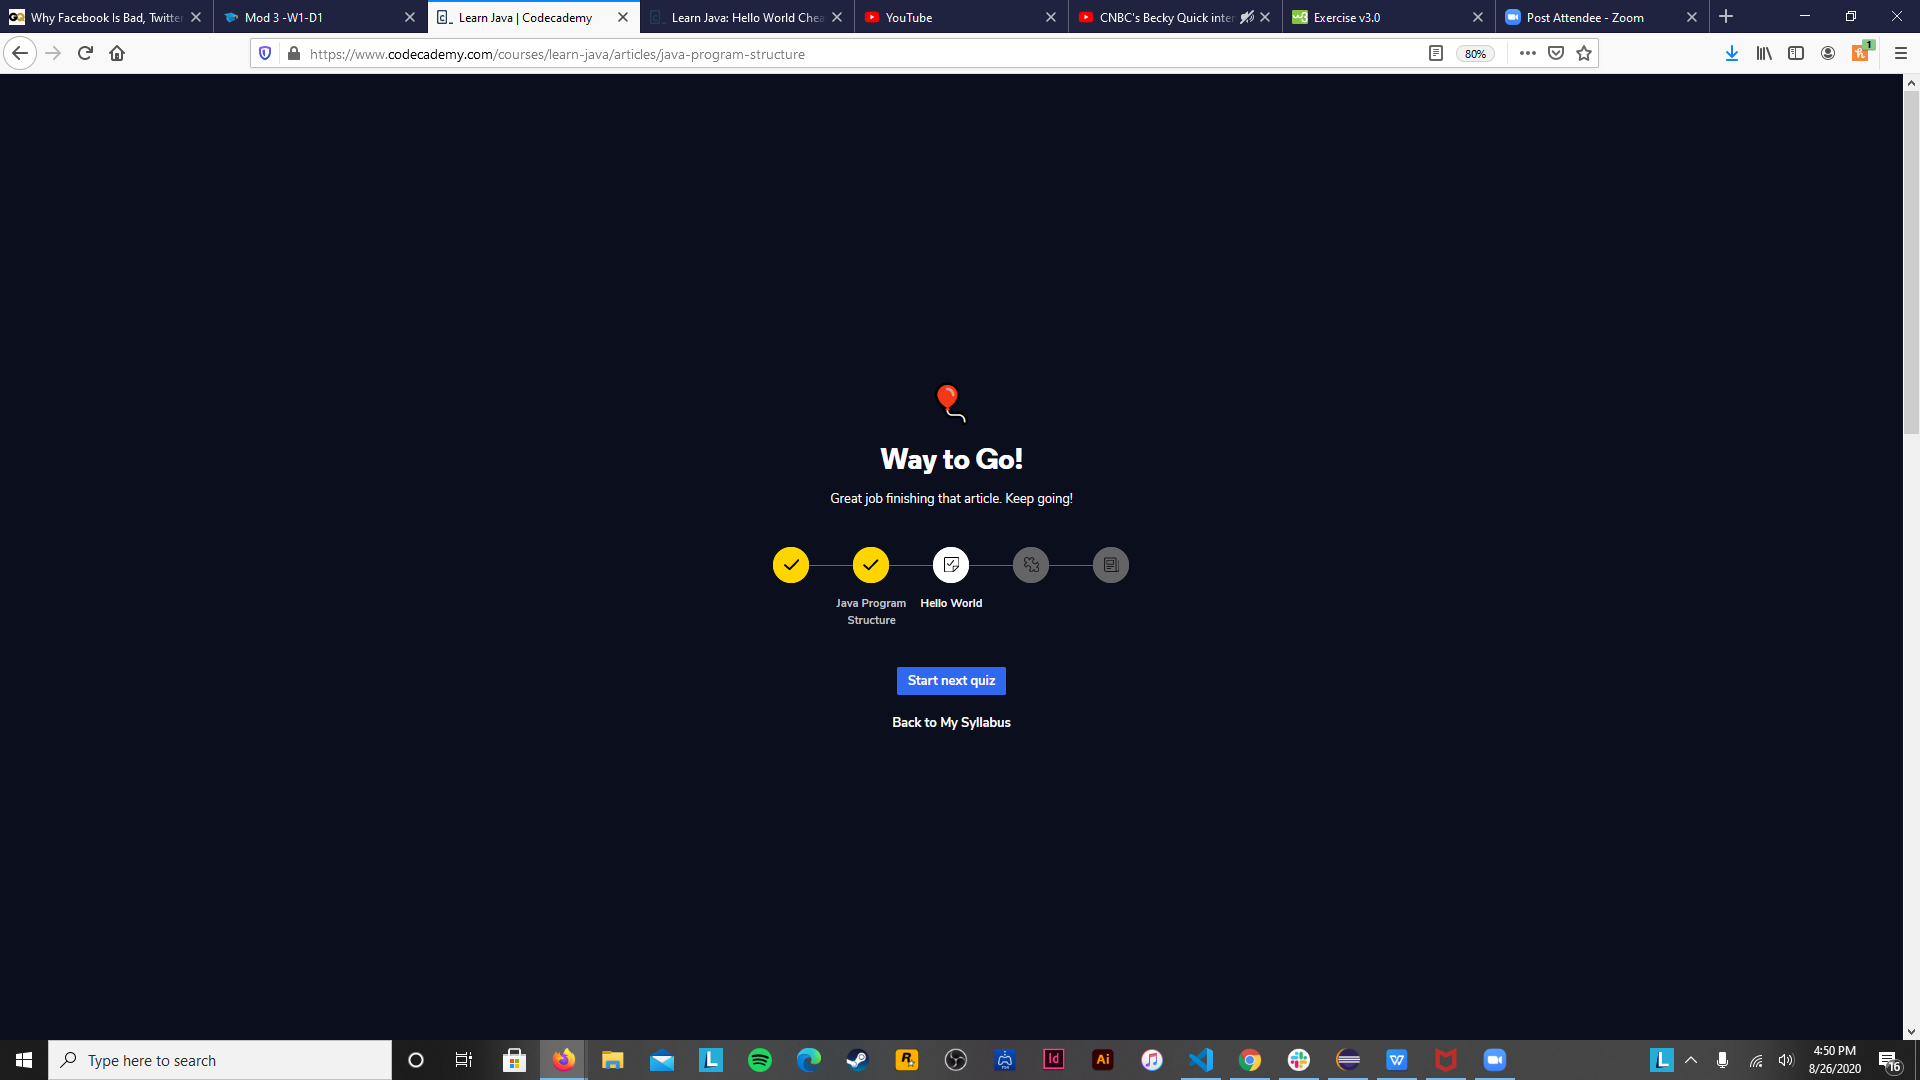 Why Facebook Is Bad, Twitter
Mod 3 -W1-D1
Learn Java | Codecademy
Learn Java: Hello World Chea
YouTube
CNBC's Becky Quick inter
Exercise v3.0
Post Attendee - Zoom
https://www.codecademy.com/courses/learn-java/articles/java-program-structure
80%
1
Way to Go!
Great job finishing that article. Keep going!
Java Program
Structure
Hello World
Start next quiz
Back to My Syllabus
Type here to search
4:50 PM
8/26/2020
16